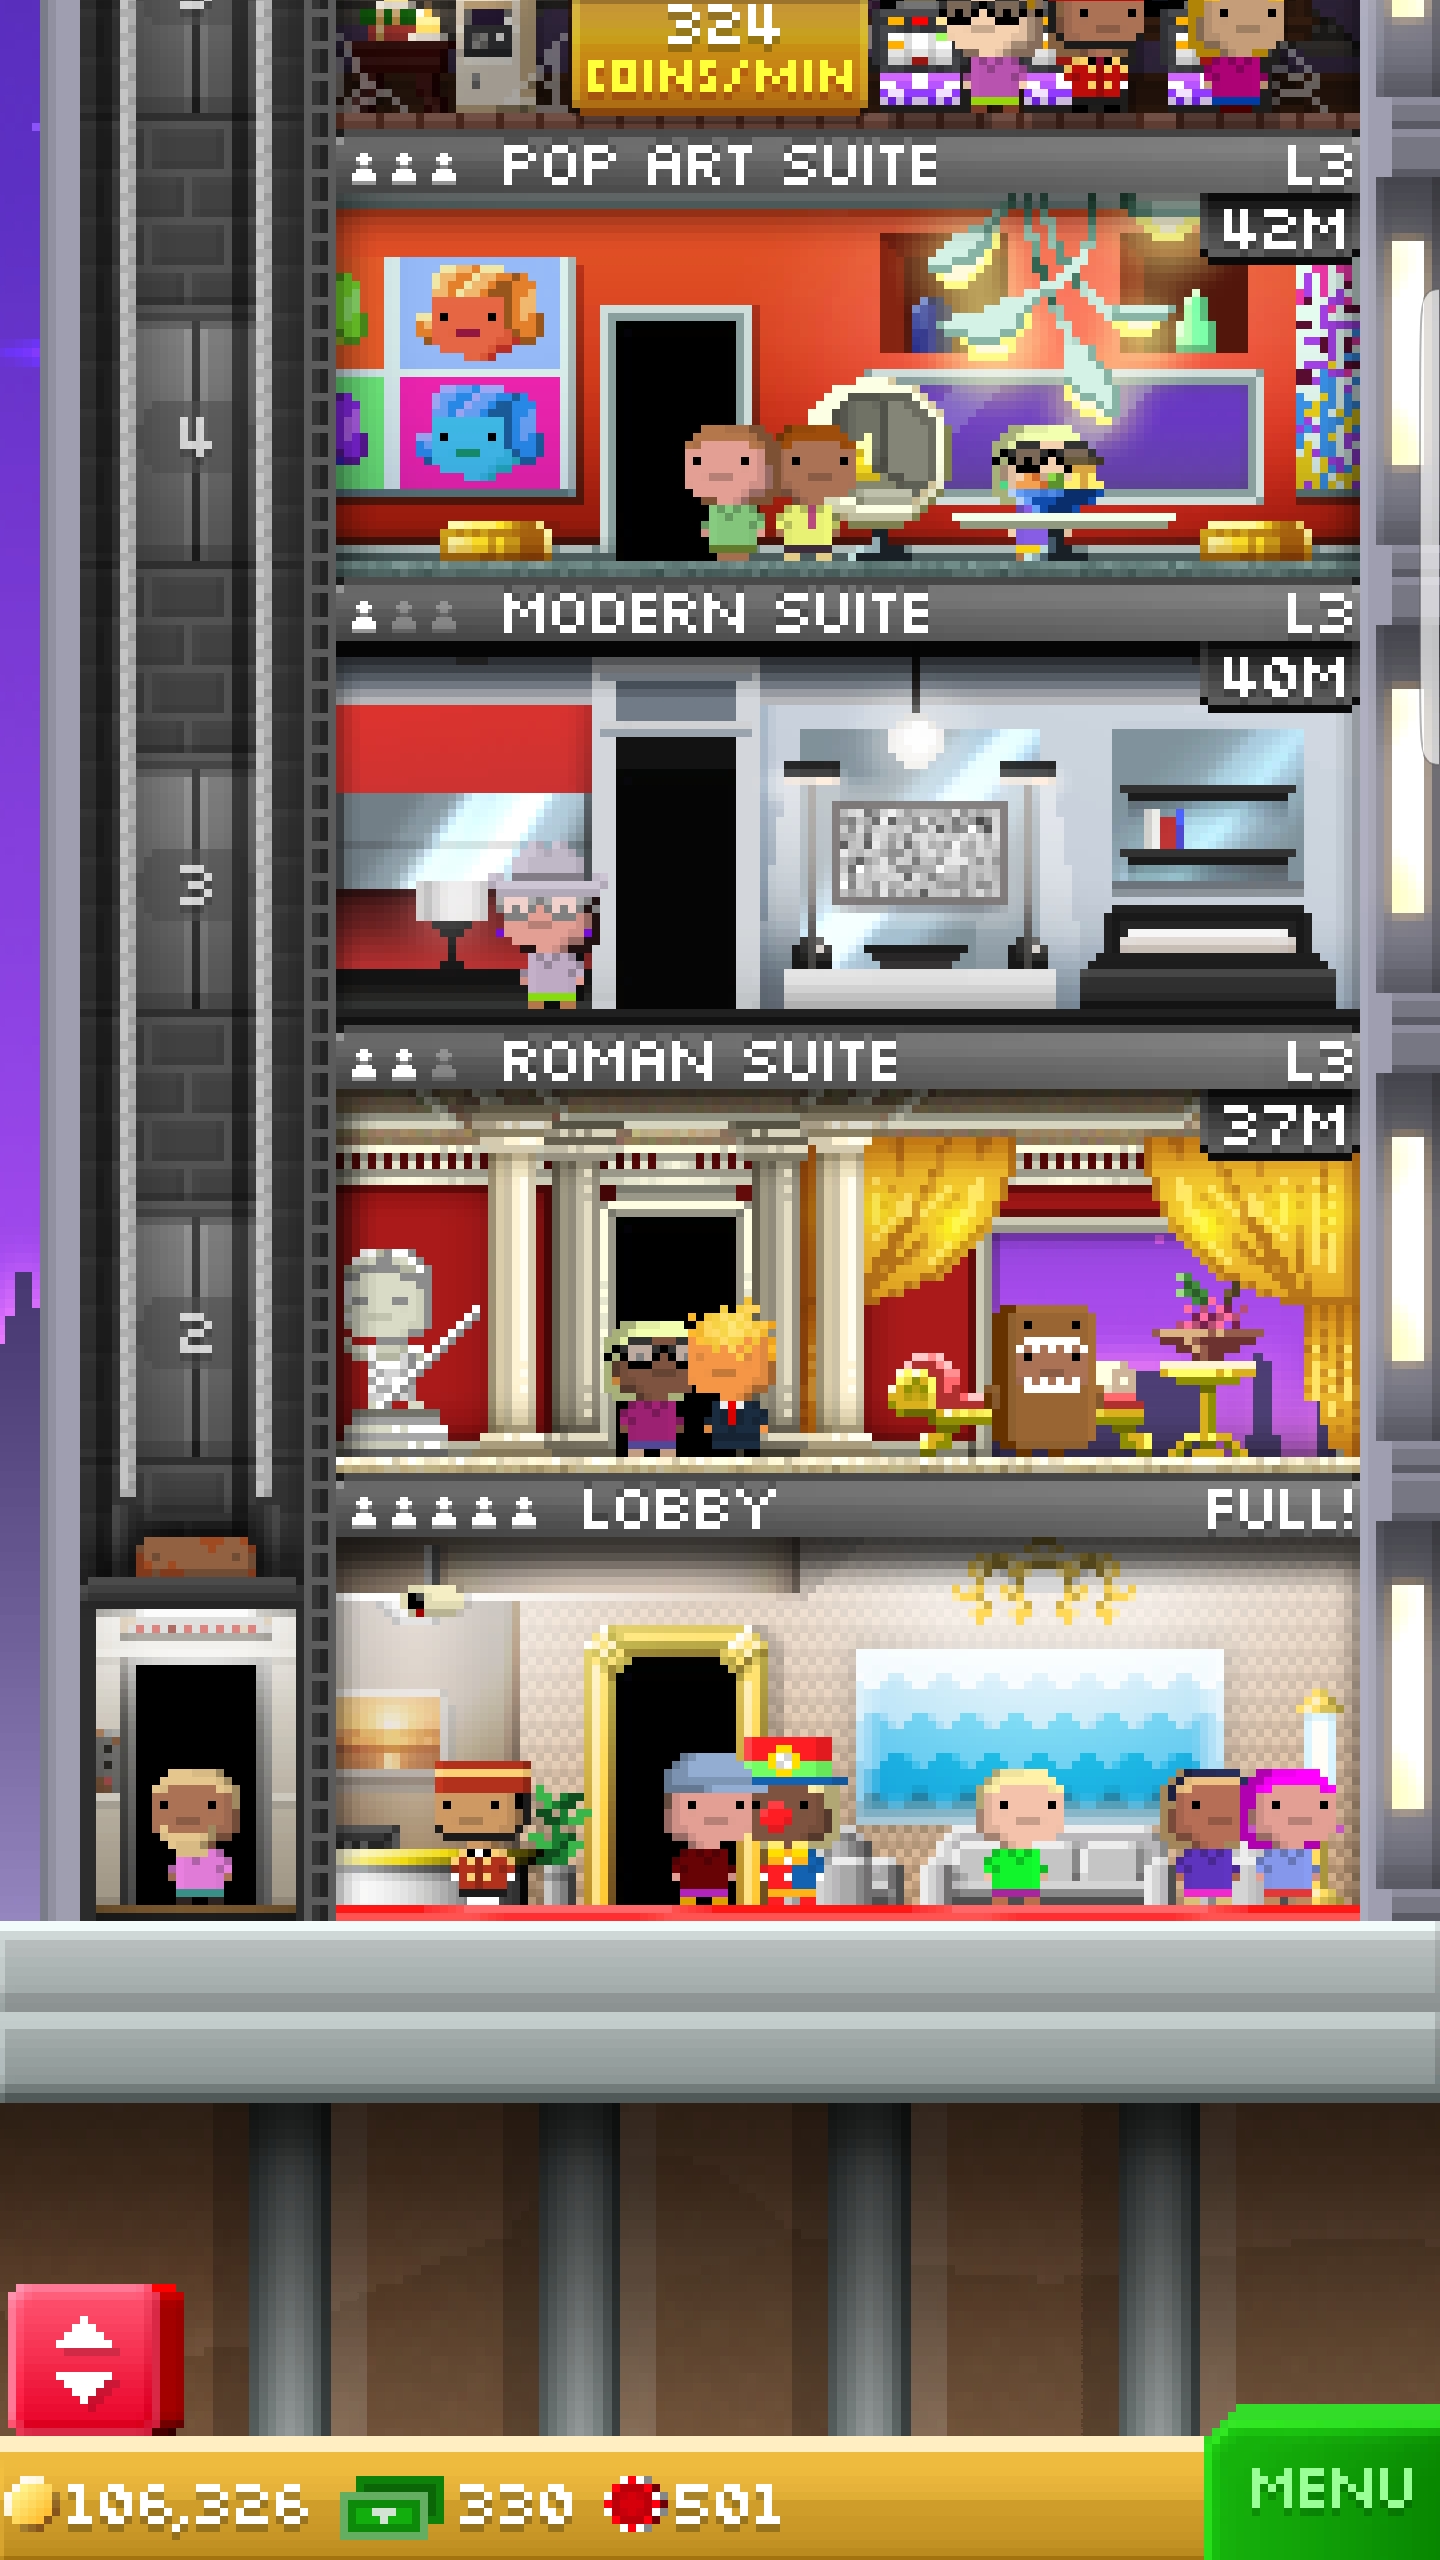 324
COINS/MIN
POP ART SUITE L3
42M
4
MODERN SUITE L3
40M
3
ROMAN SUITE L3
37M
2
LOBBY FULL!
106,326 330 501
MENU